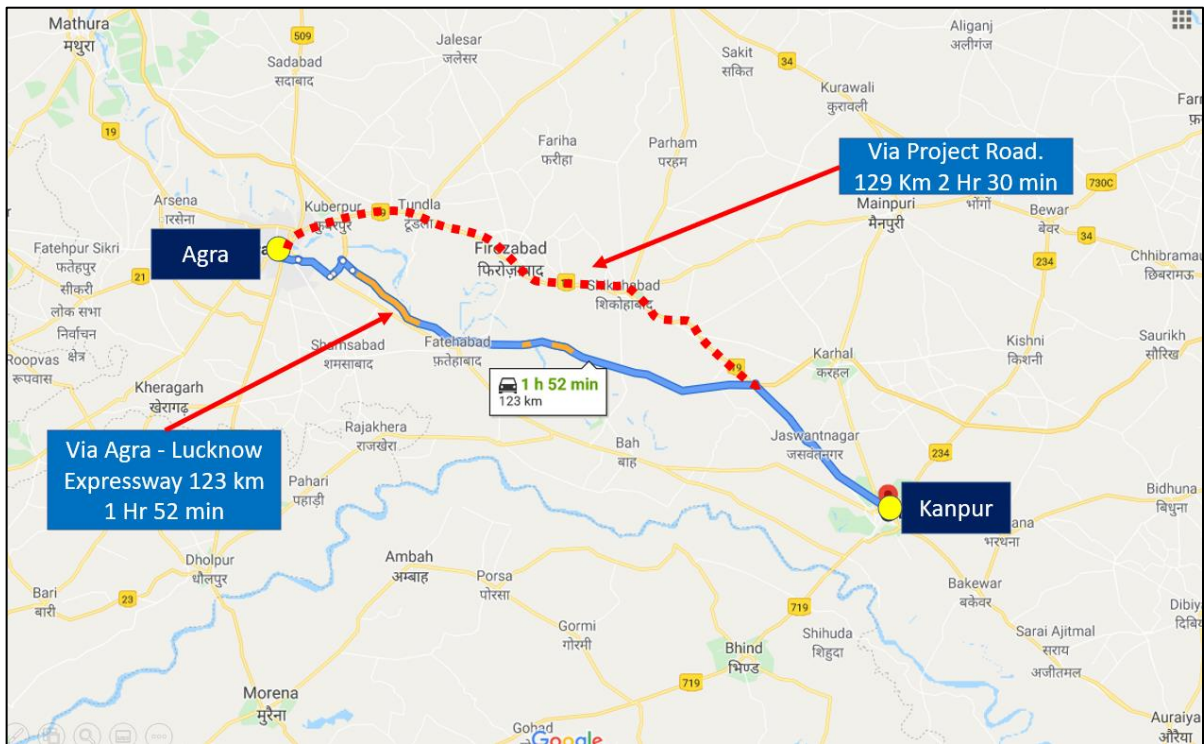 Mathura
मथुरा
509
Sadabad
सदाबाद
Jalesar
जलेसर
Sakit
सकित
34
Aliganj
अलीगंज
Kurawali
कुरावली
19
Fariha
फरीहा
Parham
परहम
Via Project Road.
129 Km 2 Hr 30 min
730C
Arsena
Kuberpur
Tundla
Mainpuri
मैनपुरी
भोंगों
Bewar
बेवर
34
Fatehpur Sikri
फतेहपुर
सीकरी
Agra
Firozabad
फिरोज़ाबाद
234
Chhibramau
21
लोक सभा
निर्वाचन
क्षेत्र
शिकोहाबाद
Shamsabad
शमसाबाद
Fatehabad
फ़तेहाबाद
19
Karhal
करहल
Kishni
किशनी
Saurikh
सौरिख
Roopvas
रूपवास
Kheragarh
खेरागढ़
1 h 52 min
123 km
Via Agra - Lucknow
Expressway 123 km
1 Hr 52 min
Rajakhera
राजखेरा
Bah
बाह
Jaswantnagar
जसवंतनगर
234
Pahari
पहाड़ी
Kanpur
भरथना
Bidhuna
बिधुना
Dholpur
धौलपुर
Ambah
अम्बाह
Porsa
पोरसा
Bari
बारी
23
719
Bakewar
बकेवर
Gormi
गोरमी
Shihuda
शिहुदा
Sarai Ajitmal
सराय
अजीतमल
Bhind
भिण्ड
719
Morena
मुरैना
Gohad
Google
Auraiya
औरैया